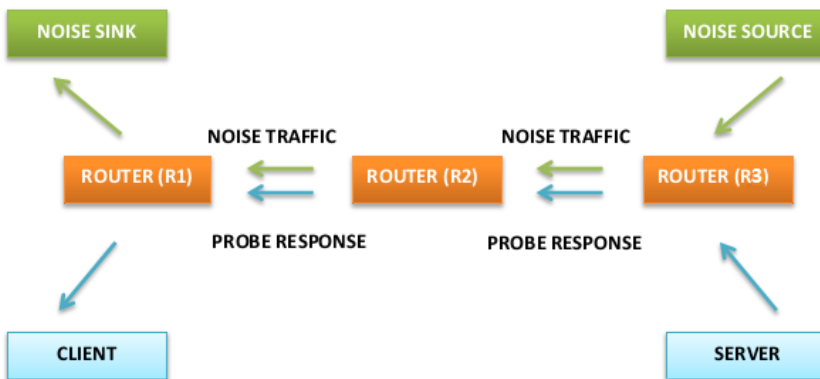 NOISE SINK
NOISE SOURCE
NOISE TRAFFIC
NOISE TRAFFIC
ROUTER (R1)
ROUTER (R2)
ROUTER (R3)
PROBE RESPONSE
PROBE RESPONSE
CLIENT
SERVER